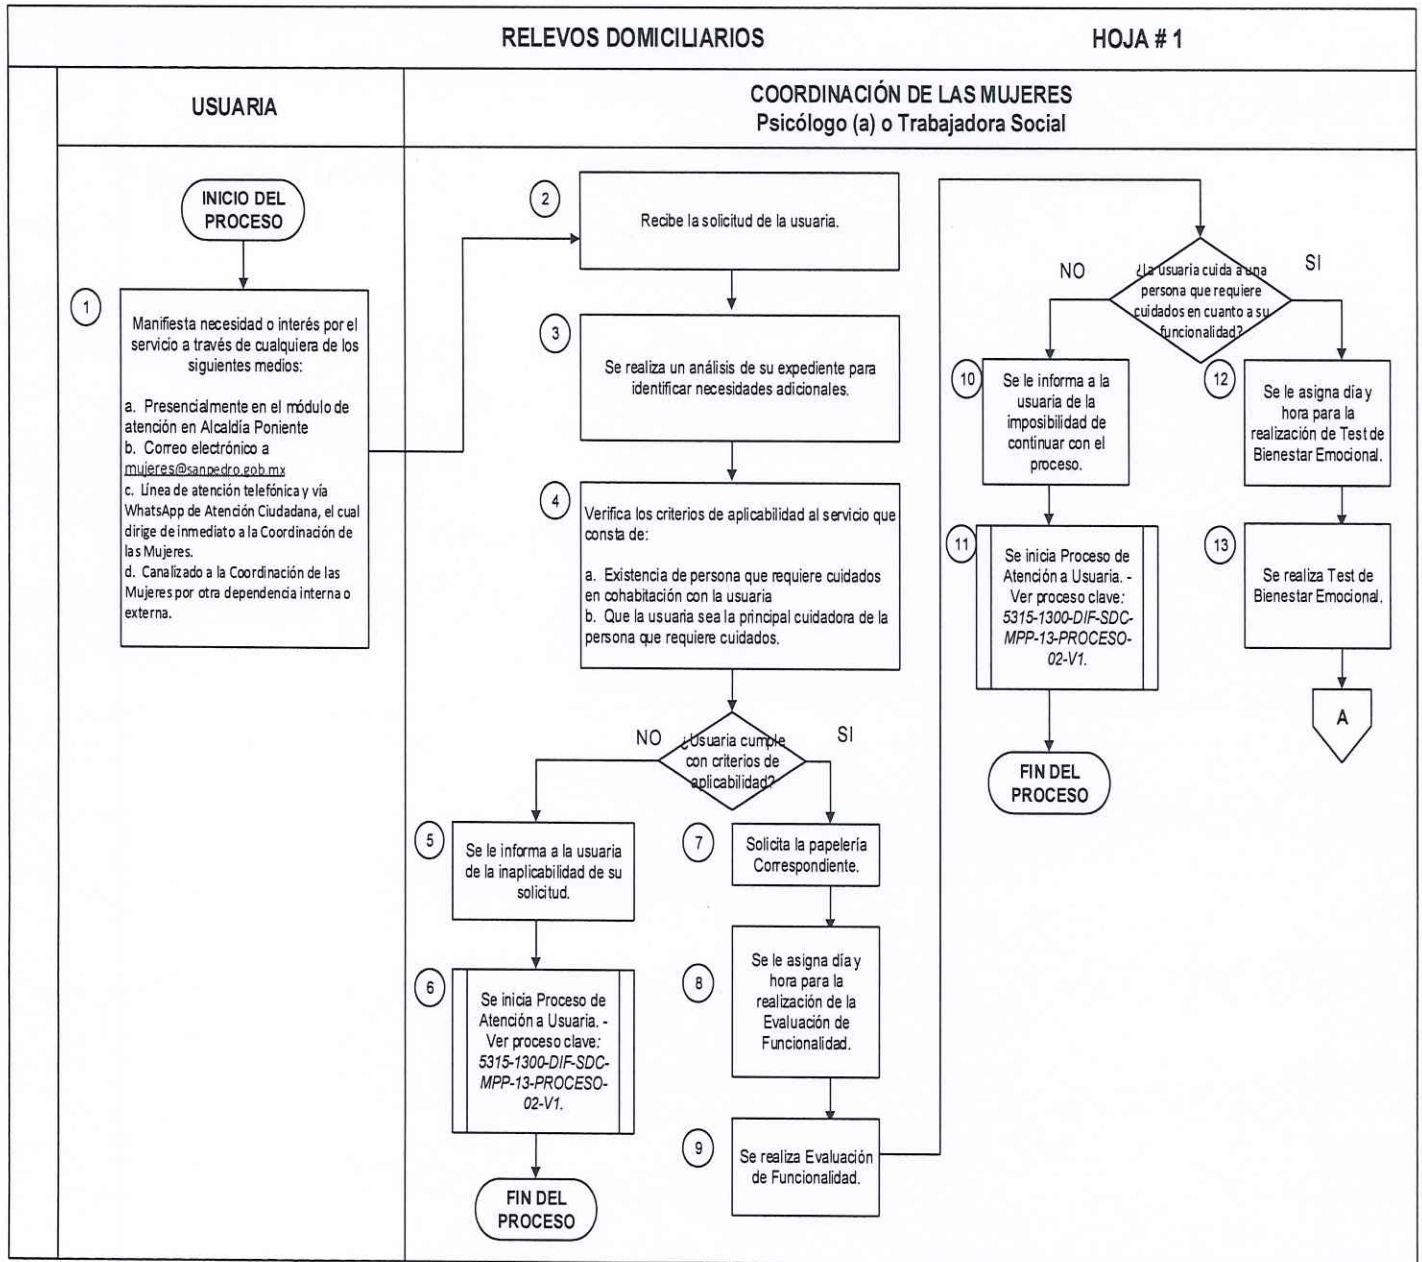 RELEVOS DOMICILIARIOS
HOJA # 1
USUARIA
COORDINACIÓN DE LAS MUJERES
Psicólogo (a) o Trabajadora Social
INICIO DEL
PROCESO
1
Manifiesta necesidad o interés por el
servicio a través de cualquiera de los
siguientes medios:
a. Presencialmente en el módulo de
atención en Alcaldía Poniente
b. Correo electrónico a
mujeres@sanpedro.gob.mx
c. Línea de atención telefónica y vía
WhatsApp de Atención Ciudadana, el cual
dirige de inmediato a la Coordinación de
las Mujeres.
d. Canalizado a la Coordinación de las
Mujeres por otra dependencia interna o
externa.
2
Recibe la solicitud de la usuaria.
3
Se realiza un análisis de su expediente para
identificar necesidades adicionales.
4
Verifica los criterios de aplicabilidad al servicio que
consta de:
a. Existencia de persona que requiere cuidados
en cohabitación con la usuaria
b. Que la usuaria sea la principal cuidadora de la
persona que requiere cuidados.
NO
¿Usuaria cumple
con criterios de
aplicabilidad?
SI
5
Se le informa a la usuaria
de la inaplicabilidad de su
solicitud.
6
Se inicia Proceso de
Atención a Usuaria. -
Ver proceso clave:
5315-1300-DIF-SDC-
MPP-13-PROCESO-
02-V1.
FIN DEL
PROCESO
7
Solicita la papelería
Correspondiente.
8
Se le asigna día y
hora para la
realización de la
Evaluación de
Funcionalidad.
9
Se realiza Evaluación
de Funcionalidad.
NO
¿La usuaria cuida a una
persona que requiere
cuidados en cuanto a su
funcionalidad?
SI
10
Se le informa a la
usuaria de la
imposibilidad de
continuar con el
proceso.
11
Se inicia Proceso de
Atención a Usuaria. -
Ver proceso clave:
5315-1300-DIF-SDC-
MPP-13-PROCESO-
02-V1.
FIN DEL
PROCESO
12
Se le asigna día y
hora para la
realización de Test de
Bienestar Emocional.
13
Se realiza Test de
Bienestar Emocional.
A